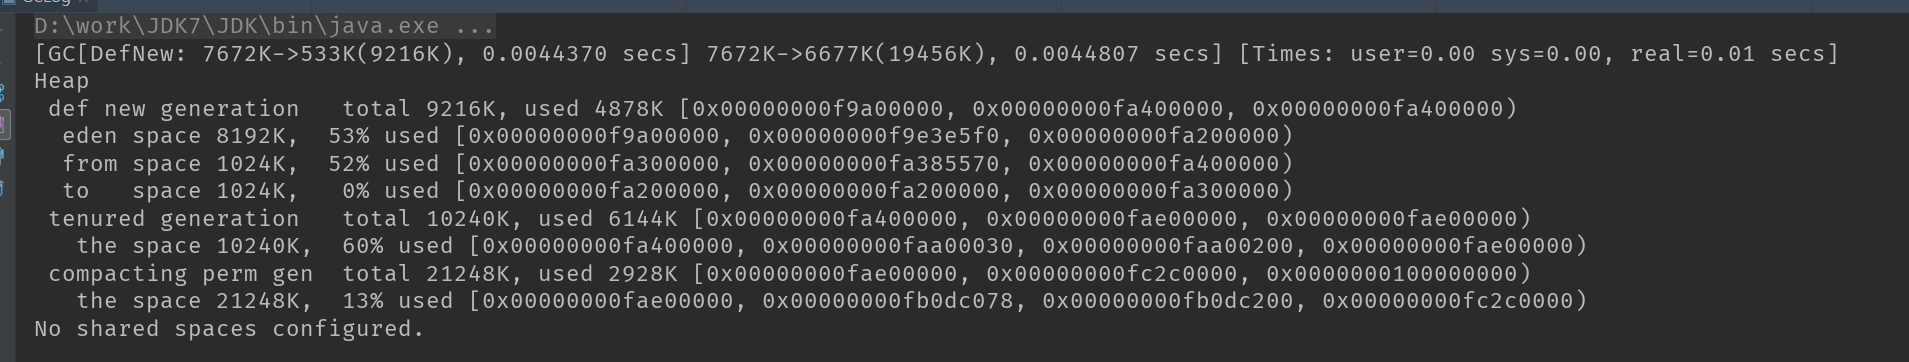 D:\work\JDK7\JDK\bin\java.exe ...
[GC[DefNew: 7672K->533K(9216K), 0.0044370 secs] 7672K->6677K(19456K), 0.0044807 secs] [Times: user=0.00 sys=0.00, real=0.01 secs]
Heap
 def new generation   total 9216K, used 4878K [0x00000000f9a00000, 0x00000000fa400000, 0x00000000fa400000)
  eden space 8192K,  53% used [0x00000000f9a00000, 0x00000000f9e3e5f0, 0x00000000fa200000)
  from space 1024K,  52% used [0x00000000fa300000, 0x00000000fa385570, 0x00000000fa400000)
  to   space 1024K,   0% used [0x00000000fa200000, 0x00000000fa200000, 0x00000000fa300000)
 tenured generation   total 10240K, used 6144K [0x00000000fa400000, 0x00000000fae00000, 0x00000000fae00000)
   the space 10240K,  60% used [0x00000000fa400000, 0x00000000faa00030, 0x00000000faa00200, 0x00000000fae00000)
 compacting perm gen  total 21248K, used 2928K [0x00000000fae00000, 0x00000000fc2c0000, 0x0000000100000000)
   the space 21248K,  13% used [0x00000000fae00000, 0x00000000fb0dc078, 0x00000000fb0dc200, 0x00000000fc2c0000)
No shared spaces configured.